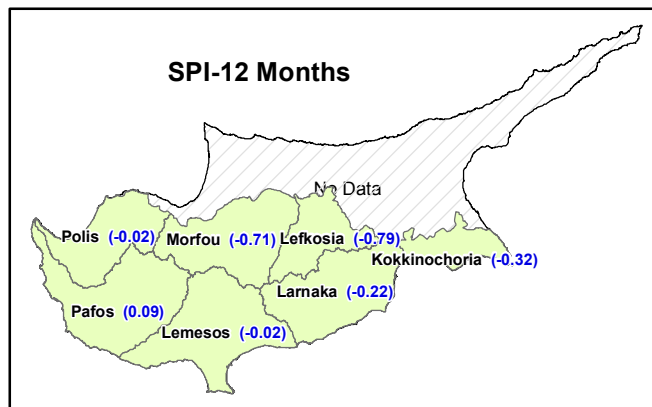 SPI-12 Months
No Data
Polis (-0.02)
Morfou (-0.71)
Lefkosia (-0.79)
Kokkinochoria (-0.32)
Larnaka (-0.22)
Pafos (0.09)
Lemesos (-0.02)